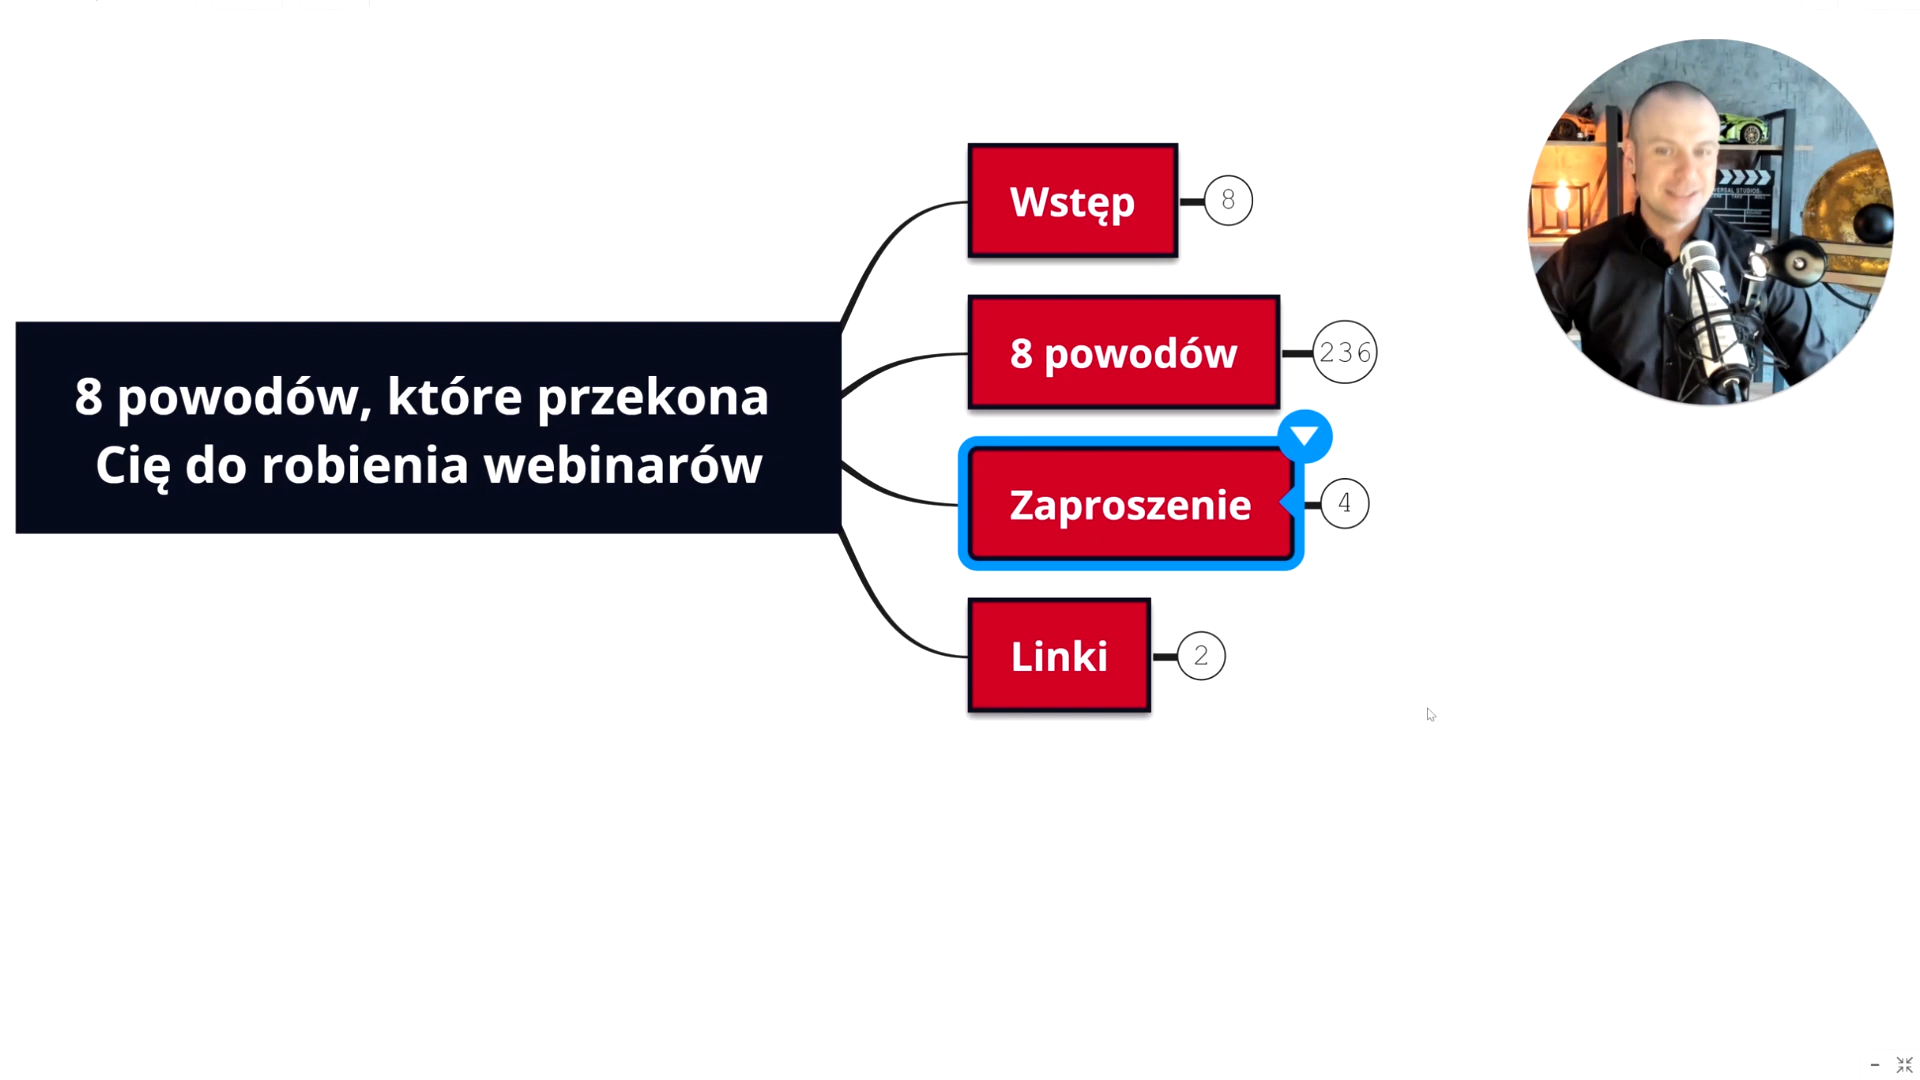 Wstęp
8
8 powodów
236
8 powodów, które przekona
Cię do robienia webinarów
Zaproszenie
4
Linki
2